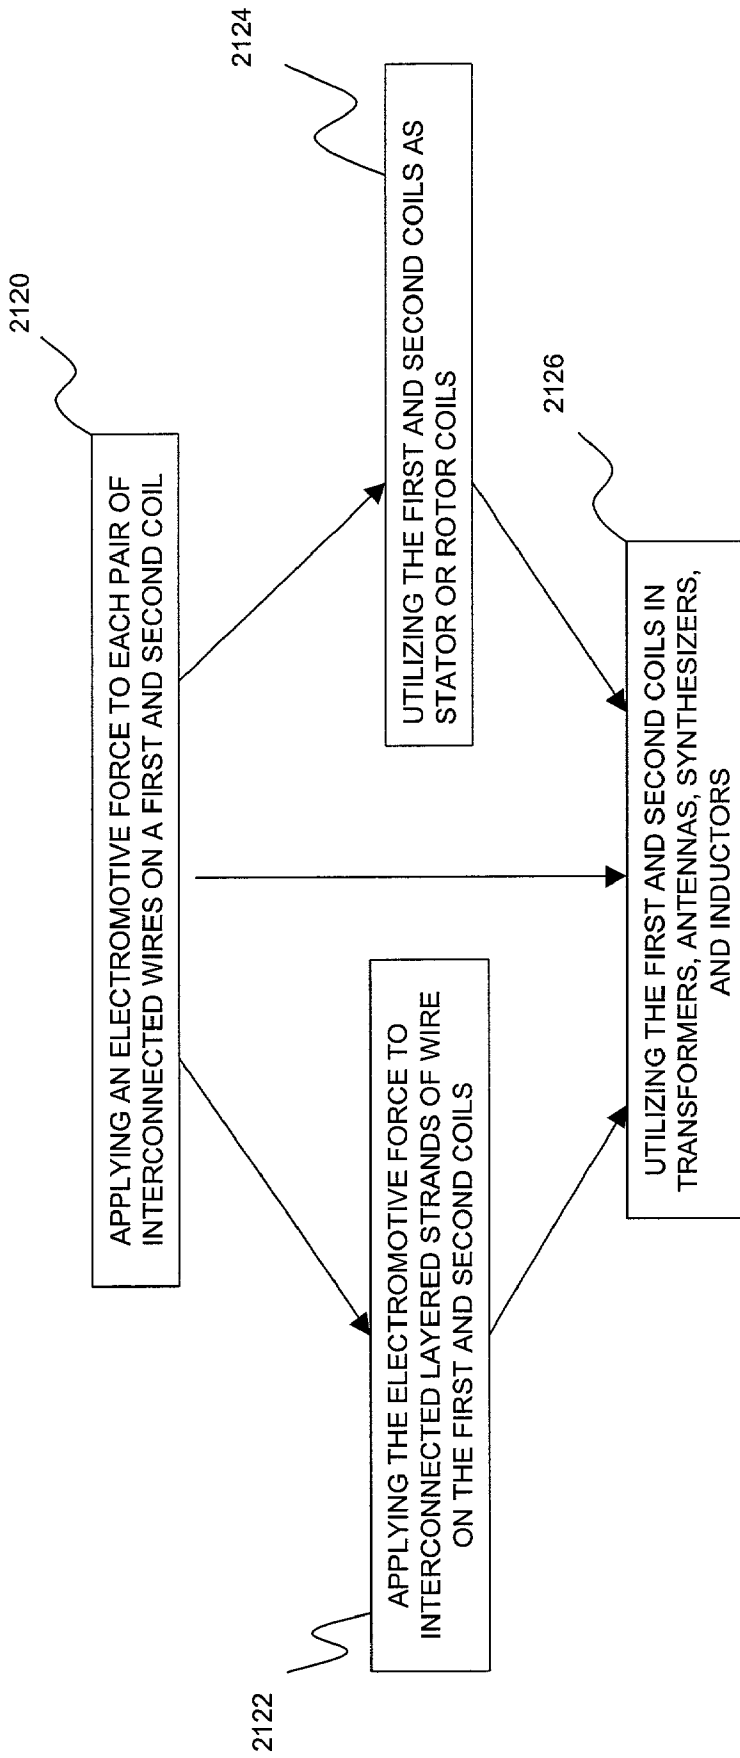 2120
APPLYING AN ELECTROMOTIVE FORCE TO EACH PAIR OF
INTERCONNECTED WIRES ON A FIRST AND SECOND COIL
2122
APPLYING THE ELECTROMOTIVE FORCE TO
INTERCONNECTED LAYERED STRANDS OF WIRE
ON THE FIRST AND SECOND COILS
2124
UTILIZING THE FIRST AND SECOND COILS AS
STATOR OR ROTOR COILS
2126
UTILIZING THE FIRST AND SECOND COILS IN
TRANSFORMERS, ANTENNAS, SYNTHESIZERS,
AND INDUCTORS